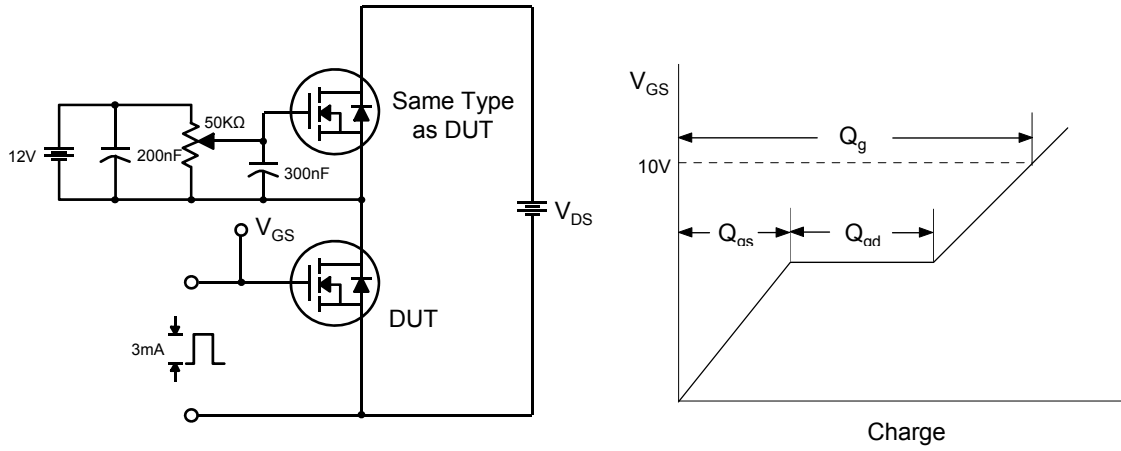 12V
200nF
50KΩ
300nF
Same Type
as DUT
V_DS
V_GS
DUT
3mA
V_GS
10V
Q_g
Q_gs
Q_gd
Charge